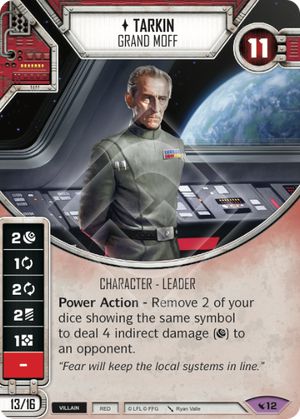 TARKIN
GRAND MOFF
11
2
1
2
2
1
-
CHARACTER - LEADER
Power Action - Remove 2 of your
dice showing the same symbol
to deal 4 indirect damage ( ) to
an opponent.
“Fear will keep the local systems in line.”
13/16
VILLAIN
RED
© LFL © FFG
Ryan Valle
12